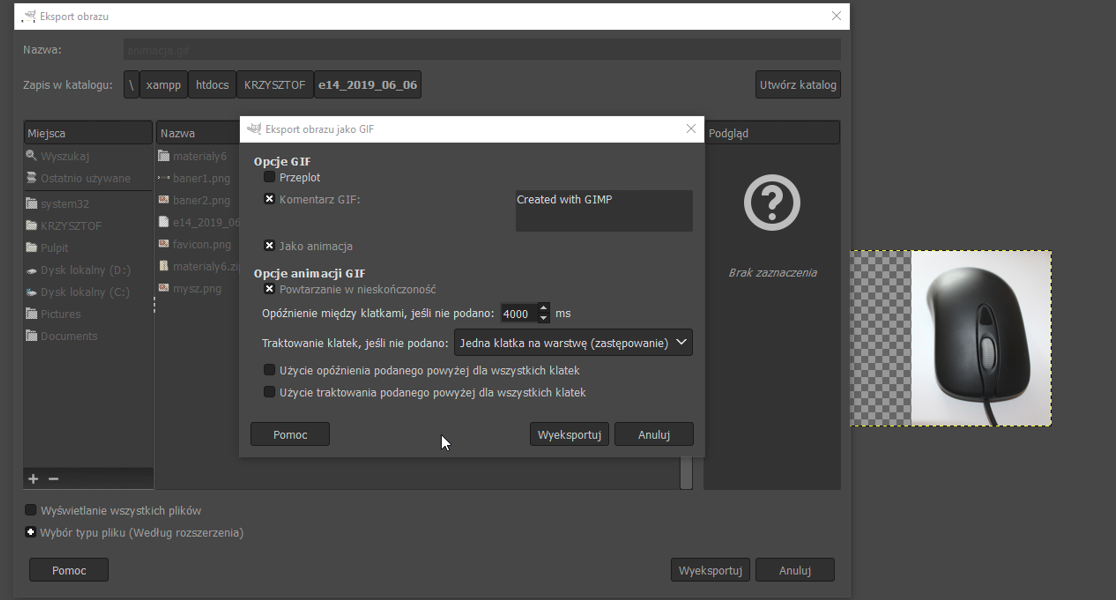 Eksport obrazu
Nazwa: animacja.gif
Zapis w katalogu: \ xampp htdocs KRZYSZTOF e14_2019_06_06 Utwórz katalog
Miejsca
Wyszukaj
Ostatnio używane
system32
KRZYSZTOF
Pulpit
Dysk lokalny (D:)
Dysk lokalny (C:)
Pictures
Documents
Nazwa
materialy6
baner1.png
baner2.png
e14_2019_06
favicon.png
materialy6.zi
mysz.png
Eksport obrazu jako GIF
Opcje GIF
Przeplot
Komentarz GIF: Created with GIMP
Jako animacja
Opcje animacji GIF
Powtarzanie w nieskończoność
Opóźnienie między klatkami, jeśli nie podano: 4000 ms
Traktowanie klatek, jeśli nie podano: Jedna klatka na warstwę (zastępowanie)
Użycie opóźnienia podanego powyżej dla wszystkich klatek
Użycie traktowania podanego powyżej dla wszystkich klatek
Pomoc Wyeksportuj Anuluj
Podgląd
Brak zaznaczenia
Wyświetlanie wszystkich plików
Wybór typu pliku (Według rozszerzenia)
Pomoc Wyeksportuj Anuluj